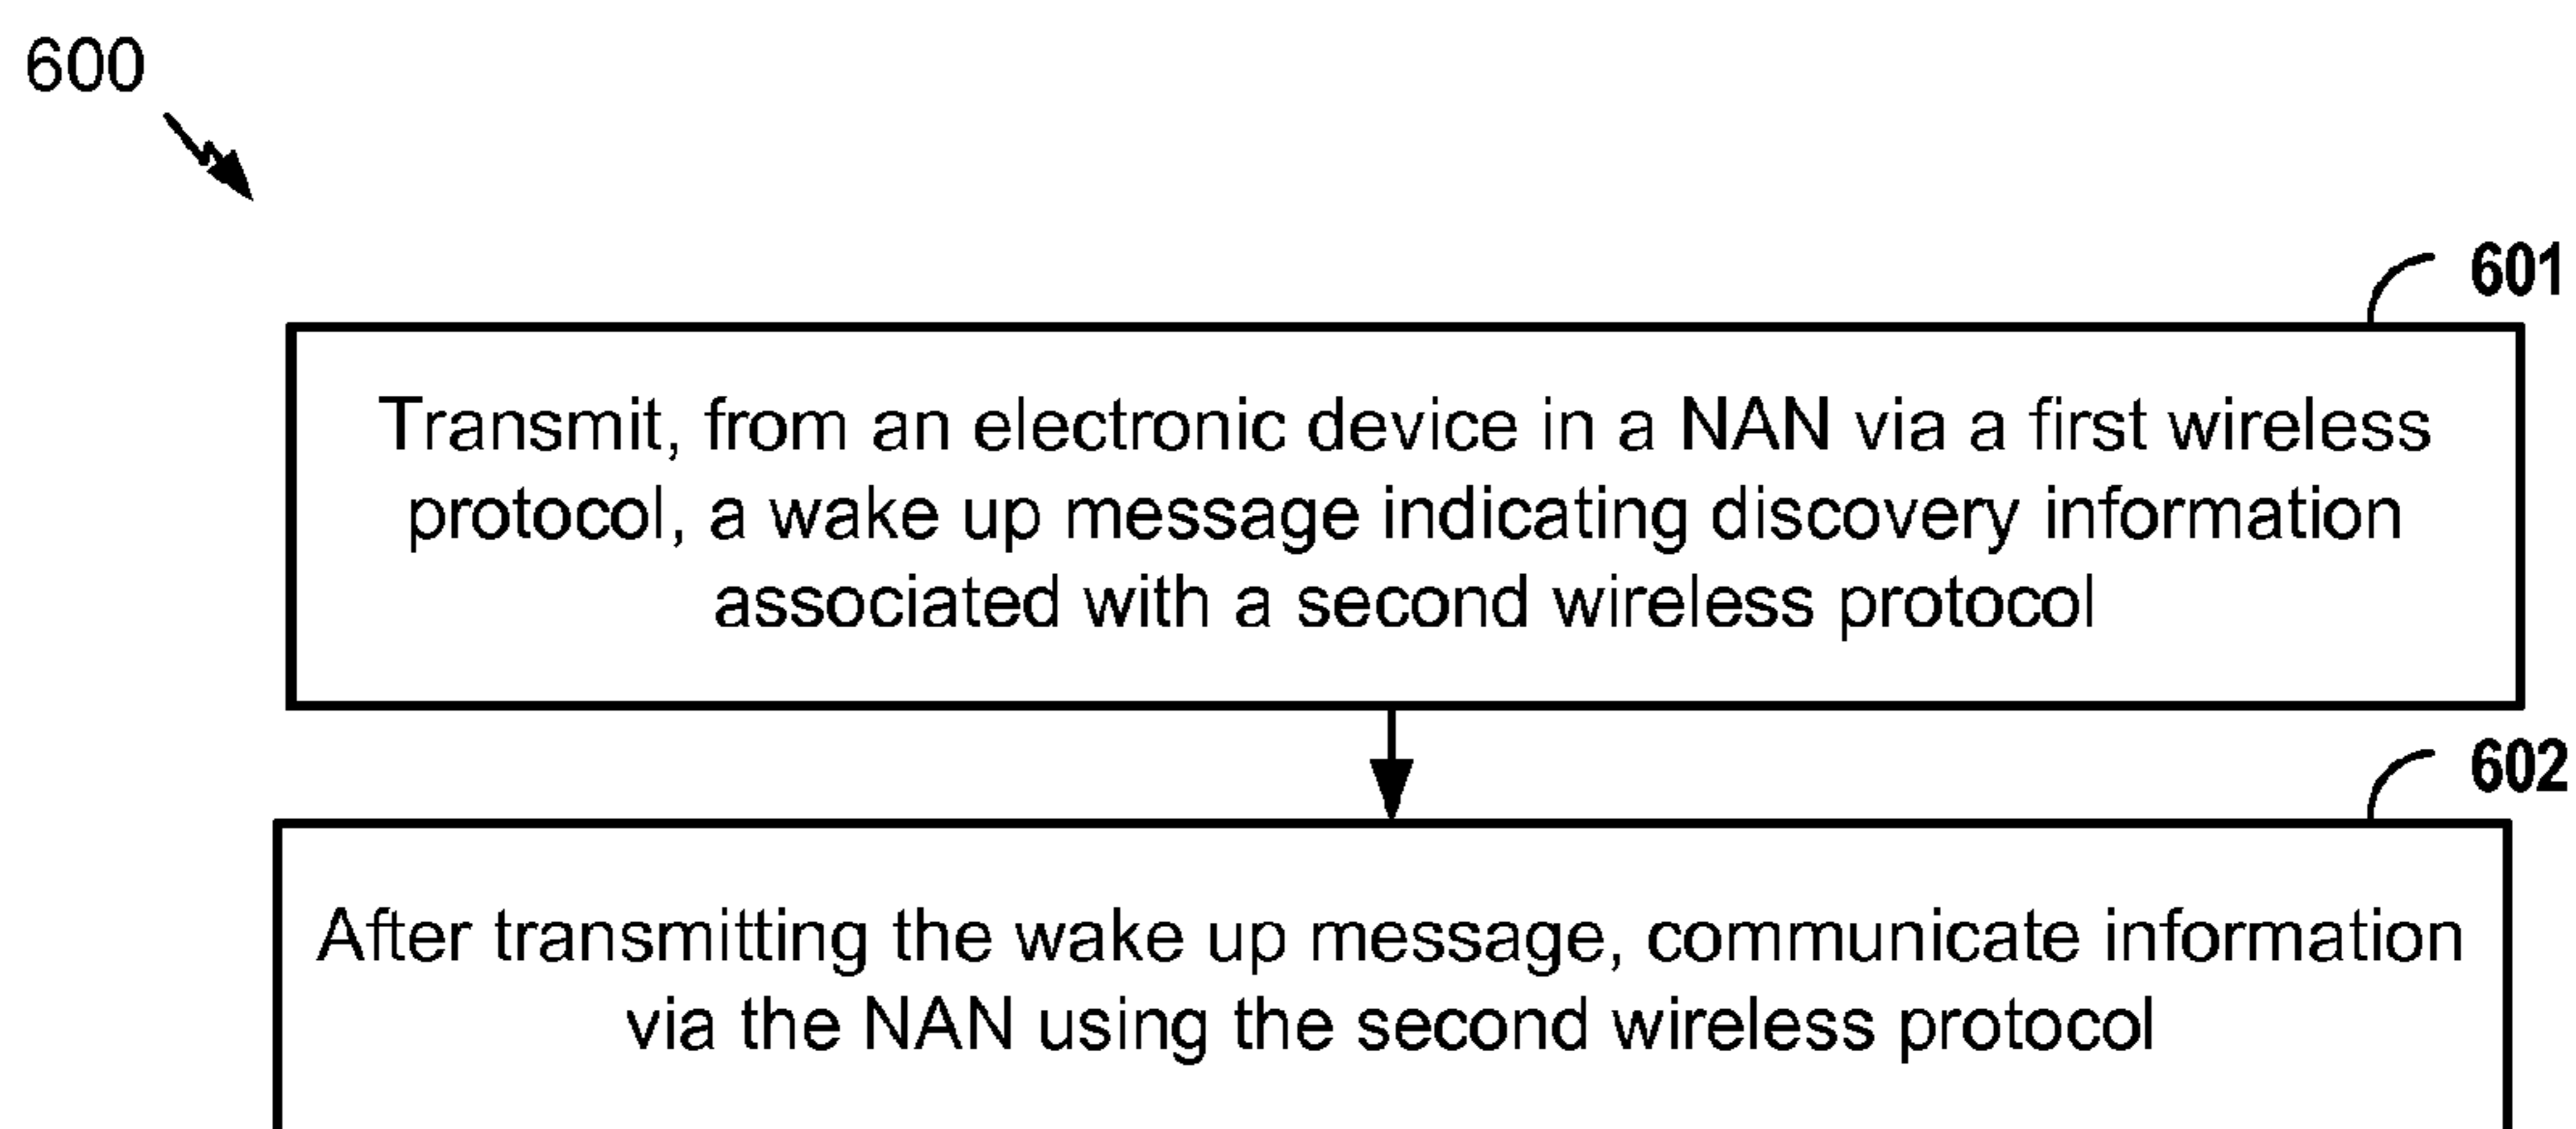 600
601
Transmit, from an electronic device in a NAN via a first wireless
protocol, a wake up message indicating discovery information
associated with a second wireless protocol
602
After transmitting the wake up message, communicate information
via the NAN using the second wireless protocol